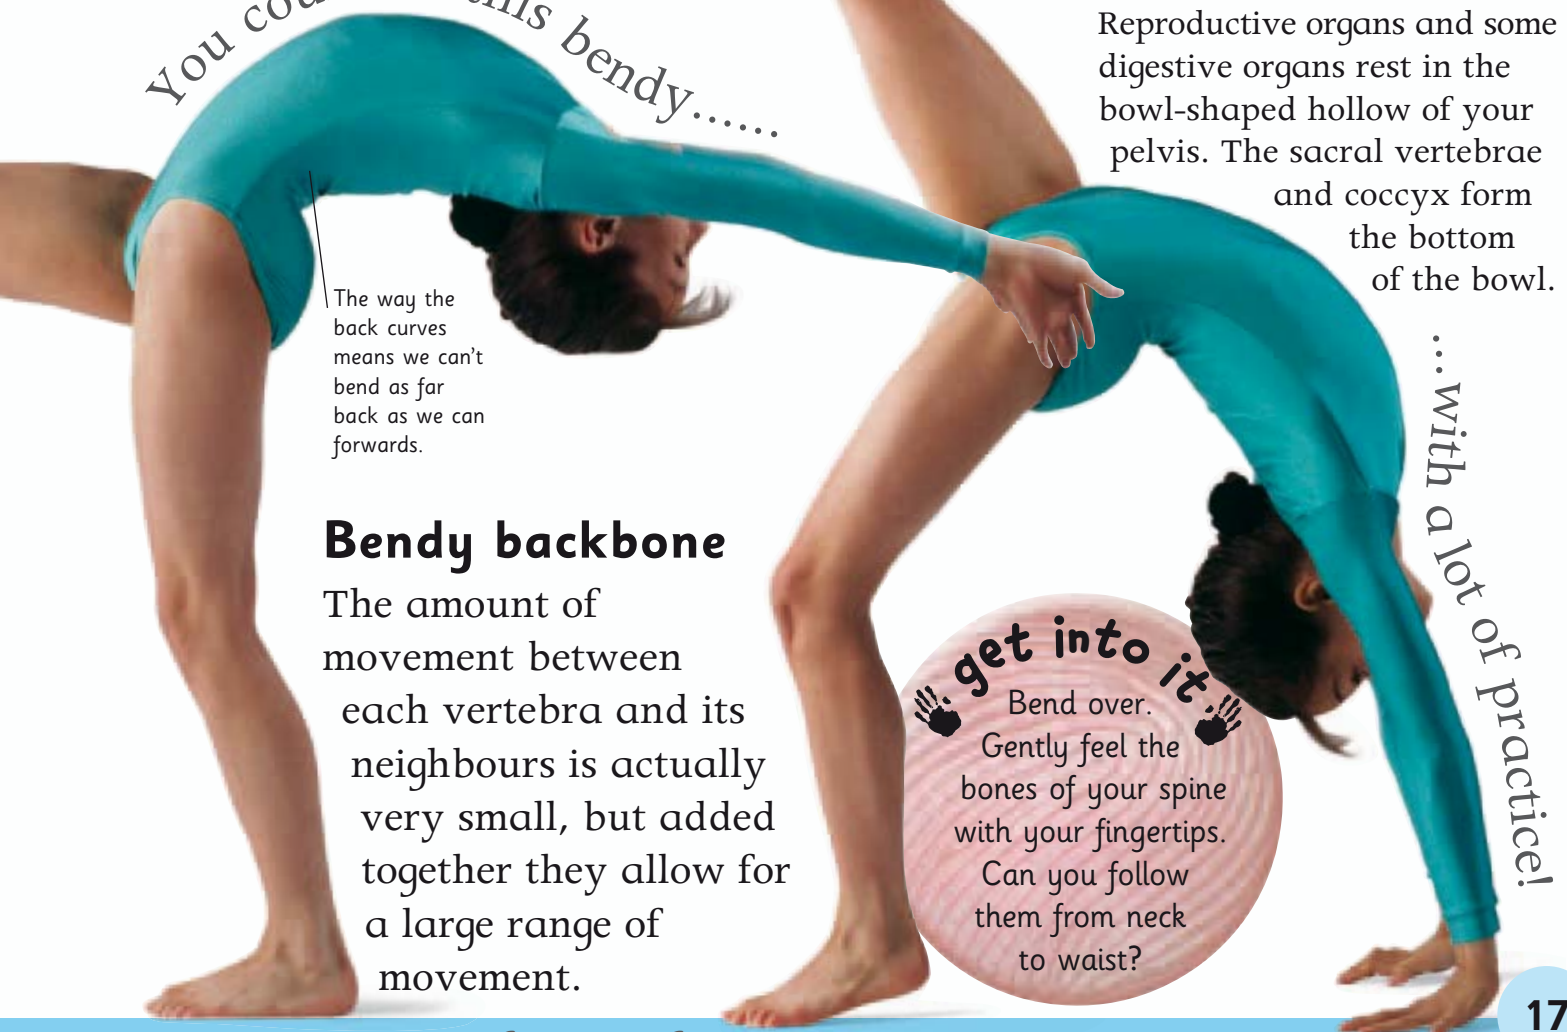 You
this bendy......
Reproductive organs and some
digestive organs rest in the
bowl-shaped hollow of your
pelvis. The sacral vertebrae
and coccyx form
the bottom
of the bowl.
The way the
back curves
means we can't
bend as far
back as we can
forwards.
...with a lot of practice!
Bendy backbone
The amount of
movement between
each vertebra and its
neighbours is actually
very small, but added
together they allow for
a large range of
movement.
get into it
Bend over.
Gently feel the
bones of your spine
with your fingertips.
Can you follow
them from neck
to waist?
17